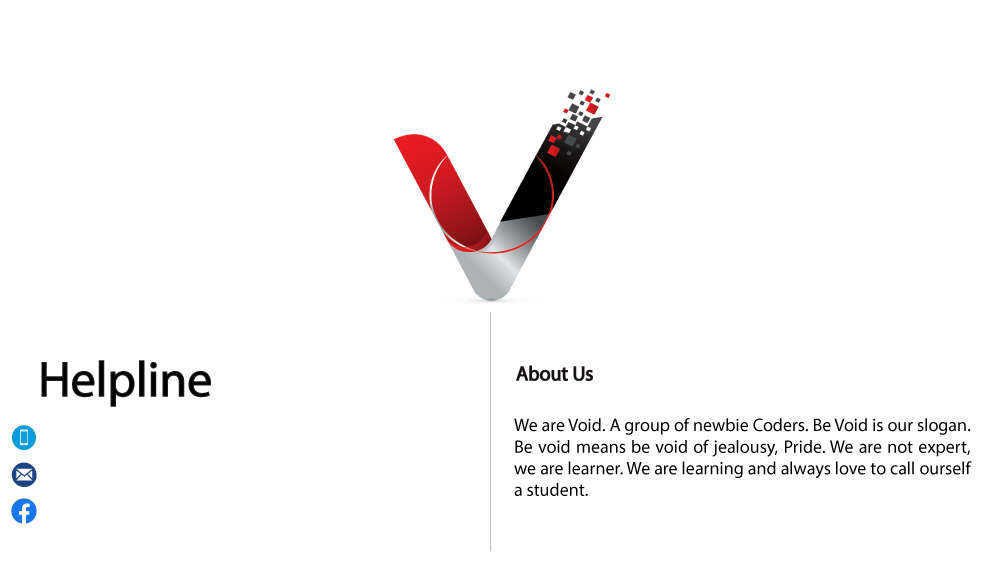 Helpline
About Us
We are Void. A group of newbie Coders. Be Void is our slogan.
Be void means be void of jealousy, Pride. We are not expert,
we are learner. We are learning and always love to call ourself
a student.